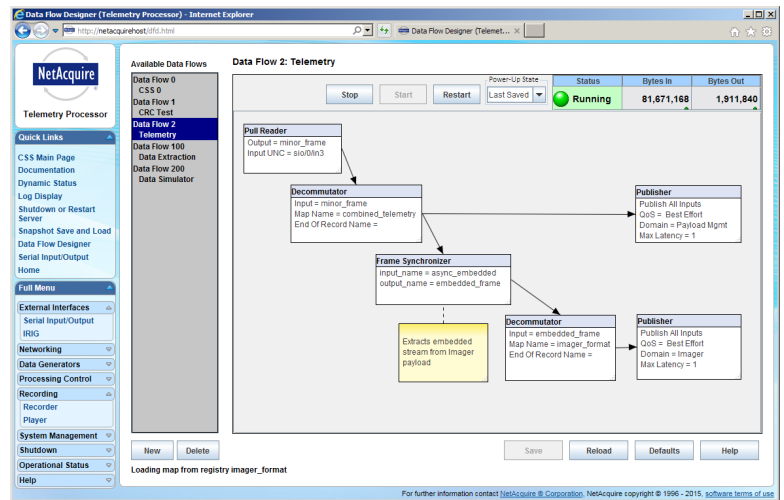 Data Flow Designer (Telemetry Processor) - Internet Explorer
http://netacquirehost/dfd.html
Data Flow Designer (Telemet...
NetAcquire
Telemetry Processor
Quick Links
CSS Main Page
Documentation
Dynamic Status
Log Display
Shutdown or Restart
Server
Snapshot Save and Load
Data Flow Designer
Serial Input/Output
Home
Full Menu
External Interfaces
Serial Input/Output
IRIG
Networking
Data Generators
Processing Control
Recording
Recorder
Player
System Management
Shutdown
Operational Status
Help
Available Data Flows
Data Flow 0
CSS 0
Data Flow 1
CRC Test
Data Flow 2
Telemetry
Data Flow 100
Data Extraction
Data Flow 200
Data Simulator
New
Delete
Data Flow 2: Telemetry
Stop
Start
Restart
Power-Up State
Last Saved
Status
Bytes In
Bytes Out
Running
81,671,168
1,911,840
Pull Reader
Output = minor_frame
Input UNC = sio/0/in3
Decommutator
Input = minor_frame
Map Name = combined_telemetry
End Of Record Name =
Publisher
Publish All Inputs
QoS = Best Effort
Domain = Payload Mgmt
Max Latency = 1
Frame Synchronizer
input_name = async_embedded
output_name = embedded_frame
Extracts embedded
stream from Imager
payload
Decommutator
Input = embedded_frame
Map Name = imager_format
End Of Record Name =
Publisher
Publish All Inputs
QoS = Best Effort
Domain = Imager
Max Latency = 1
Save
Reload
Defaults
Help
Loading map from registry imager_format
For further information contact NetAcquire ® Corporation. NetAcquire copyright © 1996 - 2015, software terms of use